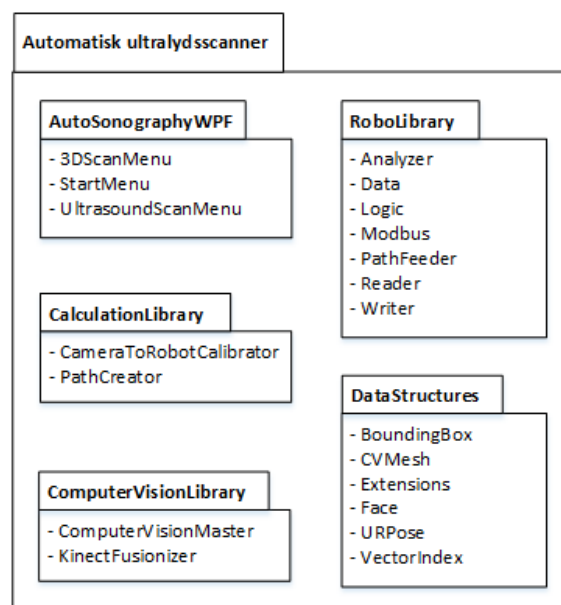 Automatisk ultralydsscanner
AutoSonographyWPF
- 3DScanMenu
- StartMenu
- UltrasoundScanMenu
CalculationLibrary
- CameraToRobotCalibrator
- PathCreator
ComputerVisionLibrary
- ComputerVisionMaster
- KinectFusionizer
RoboLibrary
- Analyzer
- Data
- Logic
- Modbus
- PathFeeder
- Reader
- Writer
DataStructures
- BoundingBox
- CVMesh
- Extensions
- Face
- URPose
- VectorIndex